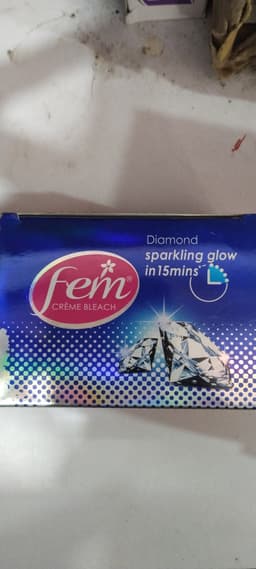 Diamond
sparkling glow
in15mins*
fem®
CRÈME BLEACH